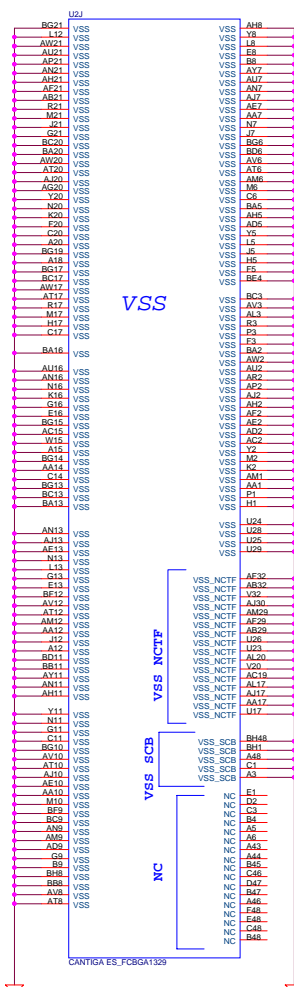 U2J
BG21 VSS
L12 VSS
AW21 VSS
AU21 VSS
AP21 VSS
AN21 VSS
AH21 VSS
AF21 VSS
AB21 VSS
R21 VSS
M21 VSS
J21 VSS
G21 VSS
BC20 VSS
BA20 VSS
AW20 VSS
AT20 VSS
AJ20 VSS
AG20 VSS
Y20 VSS
N20 VSS
K20 VSS
F20 VSS
C20 VSS
A20 VSS
BG19 VSS
A18 VSS
BG17 VSS
BC17 VSS
AW17 VSS
AT17 VSS
R17 VSS
M17 VSS
H17 VSS
C17 VSS
BA16 VSS
AU16 VSS
AN16 VSS
N16 VSS
K16 VSS
G16 VSS
E16 VSS
BG15 VSS
AC15 VSS
W15 VSS
A15 VSS
BG14 VSS
AA14 VSS
C14 VSS
BG13 VSS
BC13 VSS
BA13 VSS
AN13 VSS
AJ13 VSS
AE13 VSS
N13 VSS
L13 VSS
G13 VSS
E13 VSS
BF12 VSS
AV12 VSS
AT12 VSS
AM12 VSS
AA12 VSS
J12 VSS
A12 VSS
BD11 VSS
BB11 VSS
AY11 VSS
AN11 VSS
AH11 VSS
Y11 VSS
N11 VSS
G11 VSS
C11 VSS
BG10 VSS
AV10 VSS
AT10 VSS
AJ10 VSS
AE10 VSS
AA10 VSS
M10 VSS
BF9 VSS
BC9 VSS
AN9 VSS
AM9 VSS
AD9 VSS
G9 VSS
B9 VSS
BH8 VSS
BB8 VSS
AV8 VSS
AT8 VSS
VSS
VSS NCTF
VSS SCB
NC
VSS AH8
VSS Y8
VSS L8
VSS E8
VSS B8
VSS AY7
VSS AU7
VSS AN7
VSS AJ7
VSS AE7
VSS AA7
VSS N7
VSS J7
VSS BG6
VSS BD6
VSS AV6
VSS AT6
VSS AM6
VSS M6
VSS C6
VSS BA5
VSS AH5
VSS AD5
VSS Y5
VSS L5
VSS J5
VSS H5
VSS F5
VSS BE4
VSS BC3
VSS AV3
VSS AL3
VSS R3
VSS P3
VSS F3
VSS BA2
VSS AW2
VSS AU2
VSS AR2
VSS AP2
VSS AJ2
VSS AH2
VSS AF2
VSS AE2
VSS AD2
VSS AC2
VSS Y2
VSS M2
VSS K2
VSS AM1
VSS AA1
VSS P1
VSS H1
VSS U24
VSS U28
VSS U25
VSS U29
VSS_NCTF AF32
VSS_NCTF AB32
VSS_NCTF V32
VSS_NCTF AJ30
VSS_NCTF AM29
VSS_NCTF AF29
VSS_NCTF AB29
VSS_NCTF U26
VSS_NCTF U23
VSS_NCTF AL20
VSS_NCTF V20
VSS_NCTF AC19
VSS_NCTF AL17
VSS_NCTF AJ17
VSS_NCTF AA17
VSS_NCTF U17
VSS_SCB BH48
VSS_SCB BH1
VSS_SCB A48
VSS_SCB C1
VSS_SCB A3
NC E1
NC D2
NC C3
NC B4
NC A5
NC A6
NC A43
NC A44
NC B45
NC C46
NC D47
NC B47
NC A46
NC F48
NC E48
NC C48
NC B48
CANTIGA ES_FCBGA1329